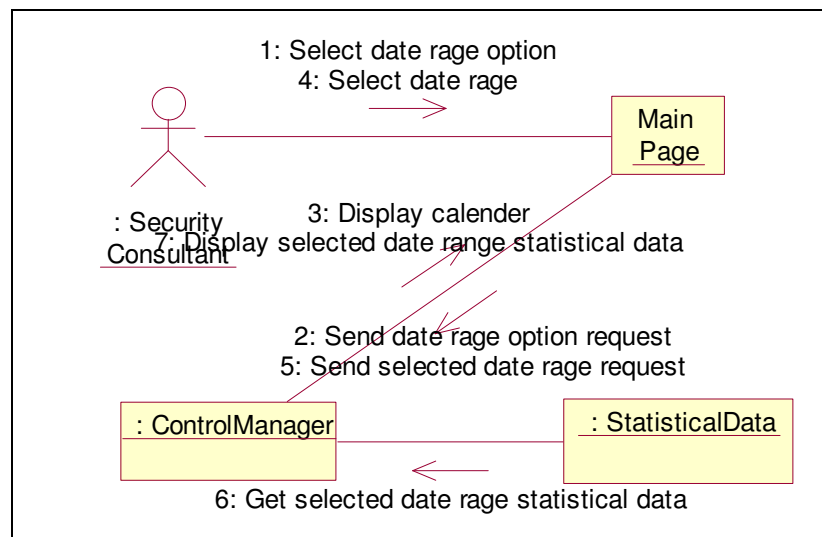 1: Select date rage option
4: Select date rage
Main
Page
3: Display calender
: Security
7: Display selected date range statistical data
Consultant
2: Send date rage option request
5: Send selected date rage request
: ControlManager
: StatisticalData
6: Get selected date rage statistical data